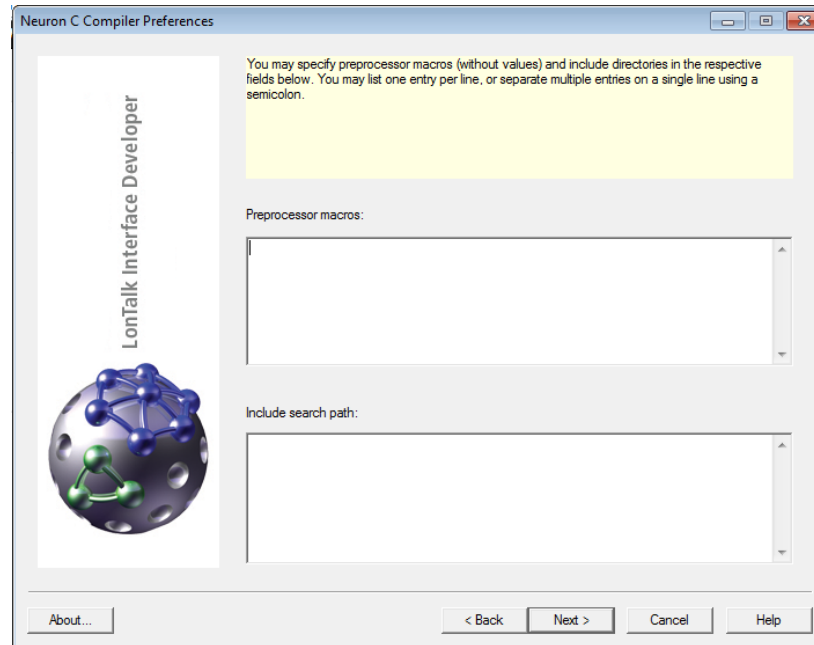 Neuron C Compiler Preferences
You may specify preprocessor macros (without values) and include directories in the respective
fields below. You may list one entry per line, or separate multiple entries on a single line using a
semicolon.
LonTalk Interface Developer
Preprocessor macros:
Include search path:
About...
< Back
Next >
Cancel
Help